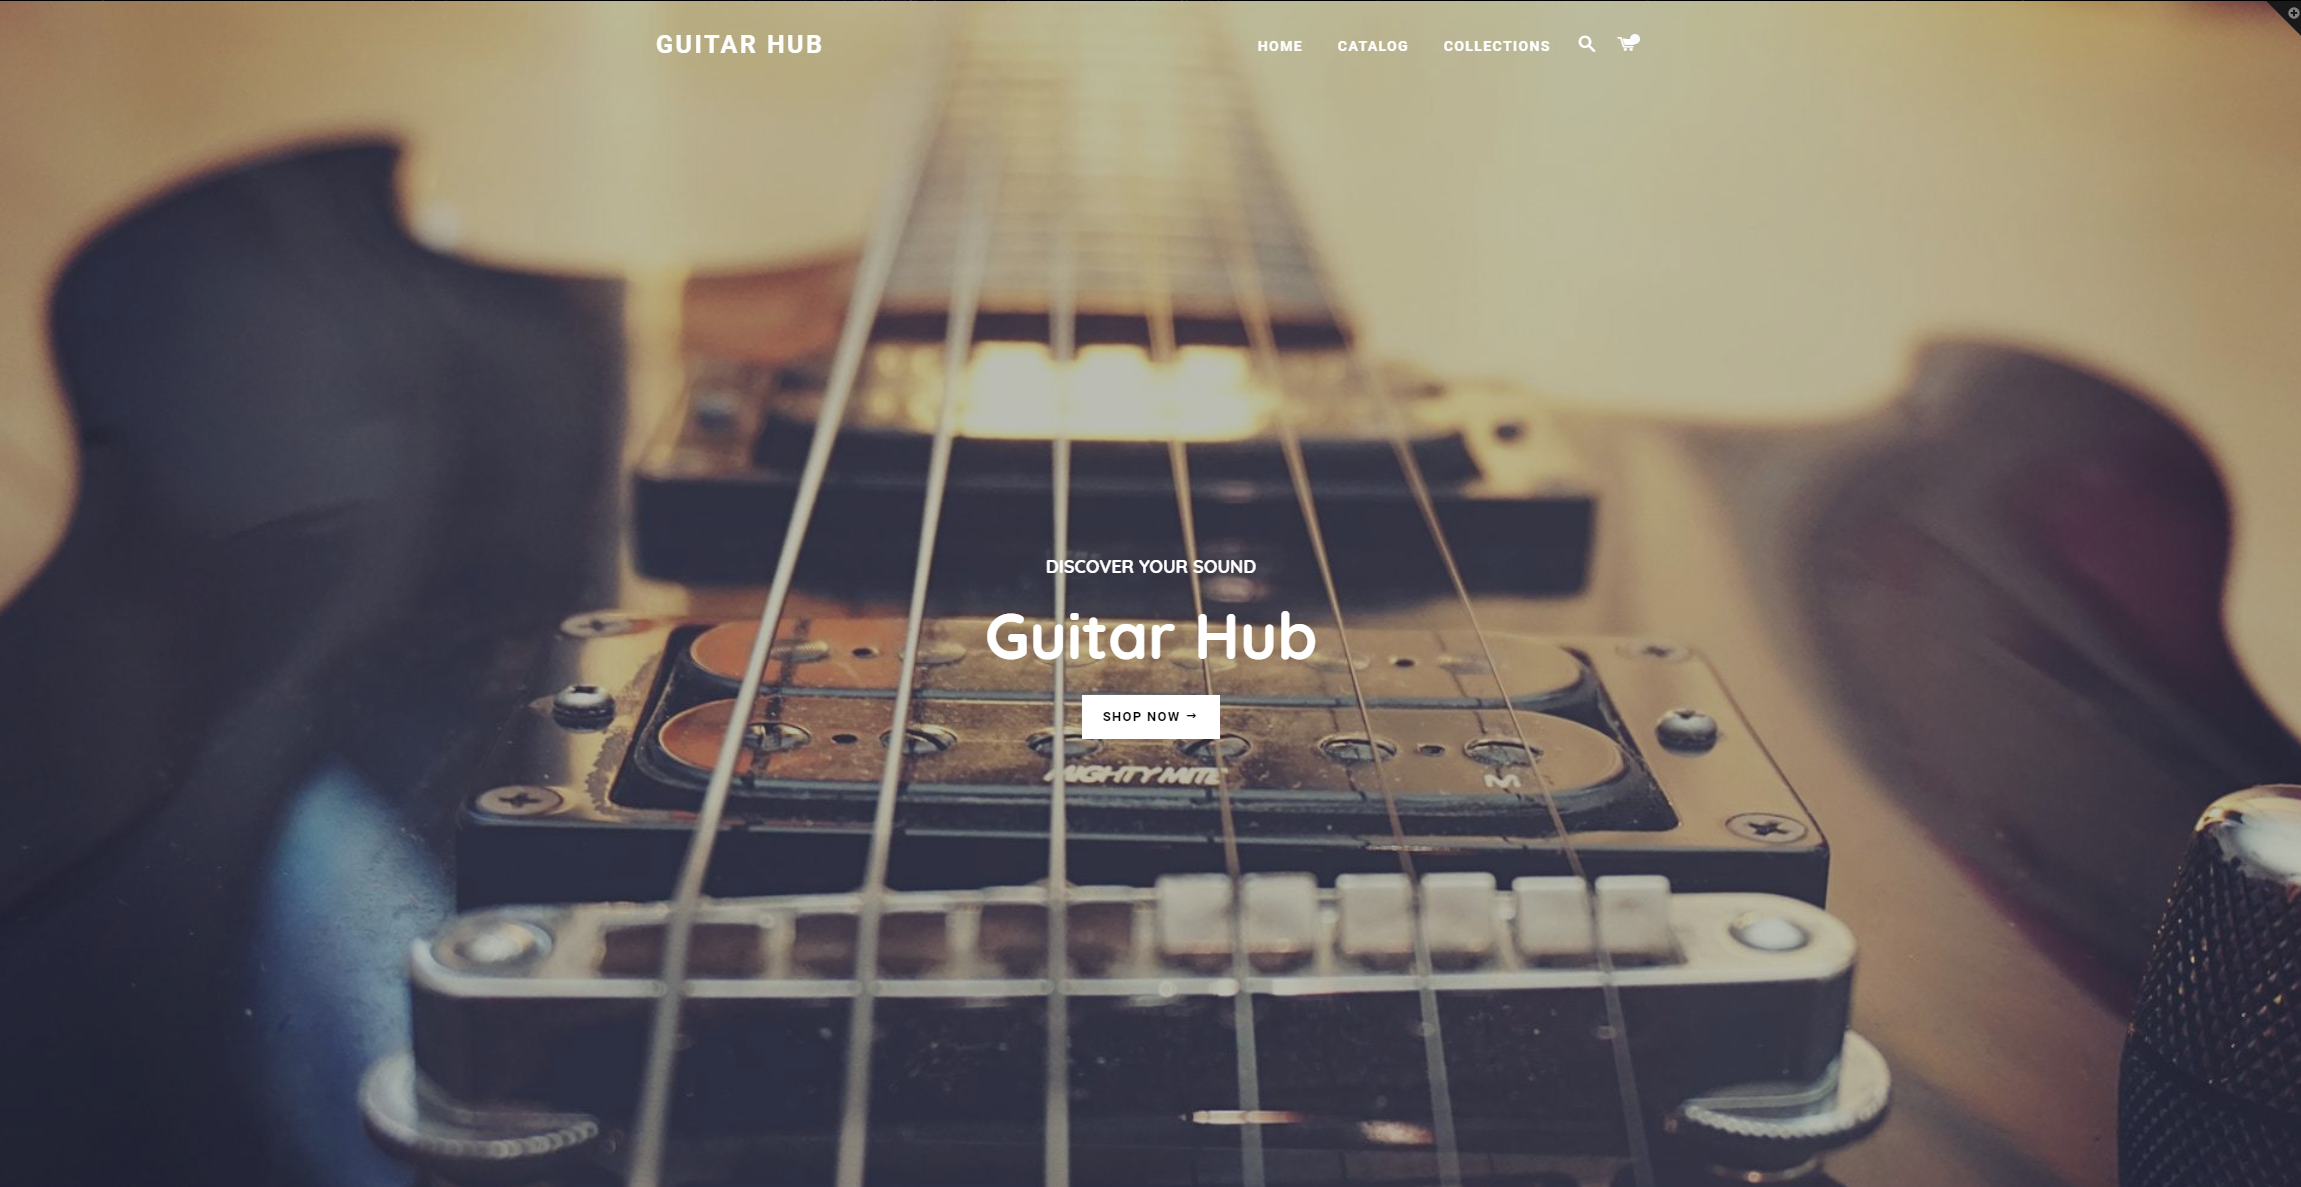 GUITAR HUB
HOME CATALOG COLLECTIONS
DISCOVER YOUR SOUND
Guitar Hub
SHOP NOW →
MIGHTY MITE
M